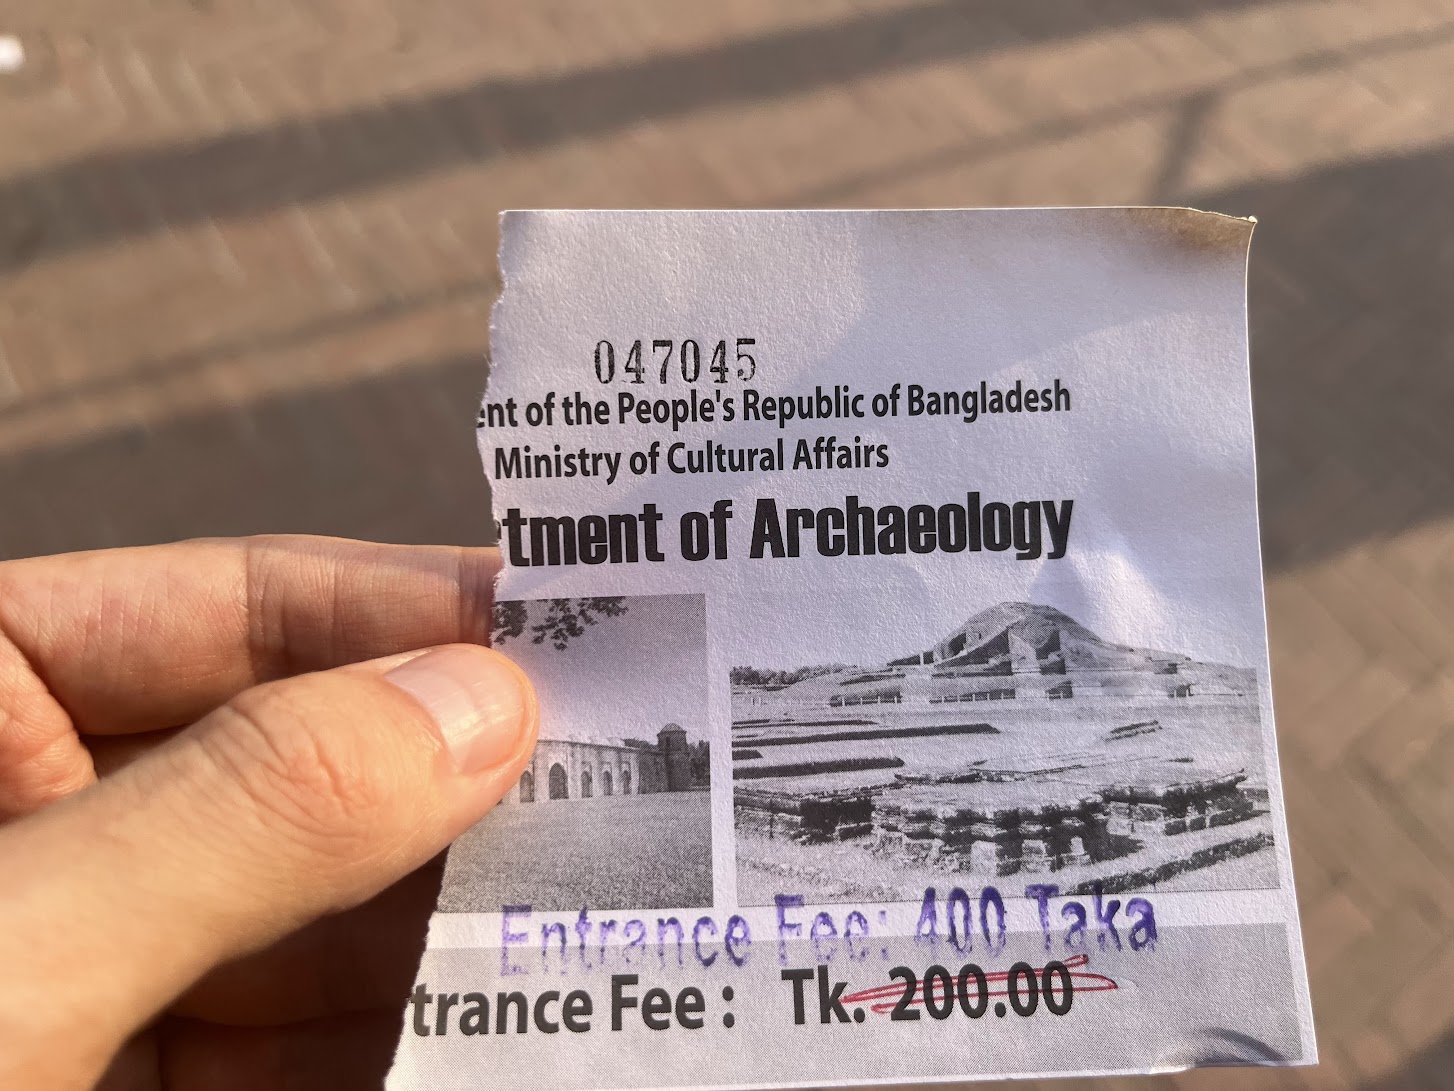 047045
ent of the People's Republic of Bangladesh
Ministry of Cultural Affairs
tment of Archaeology
Entrance Fee: 400 Taka
trance Fee : Tk. 200.00